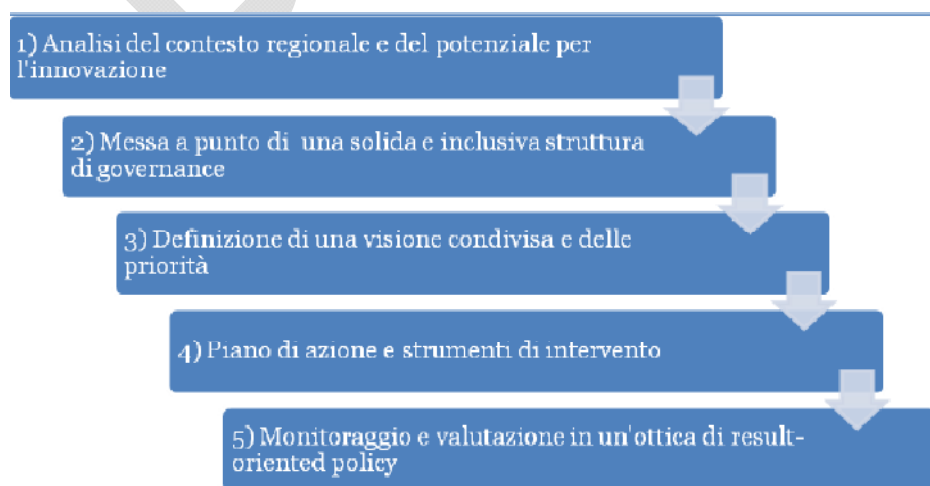 1) Analisi del contesto regionale e del potenziale per
l'innovazione
2) Messa a punto di una solida e inclusiva struttura
di governance
3) Definizione di una visione condivisa e delle
priorità
4) Piano di azione e strumenti di intervento
5) Monitoraggio e valutazione in un'ottica di result-
oriented policy